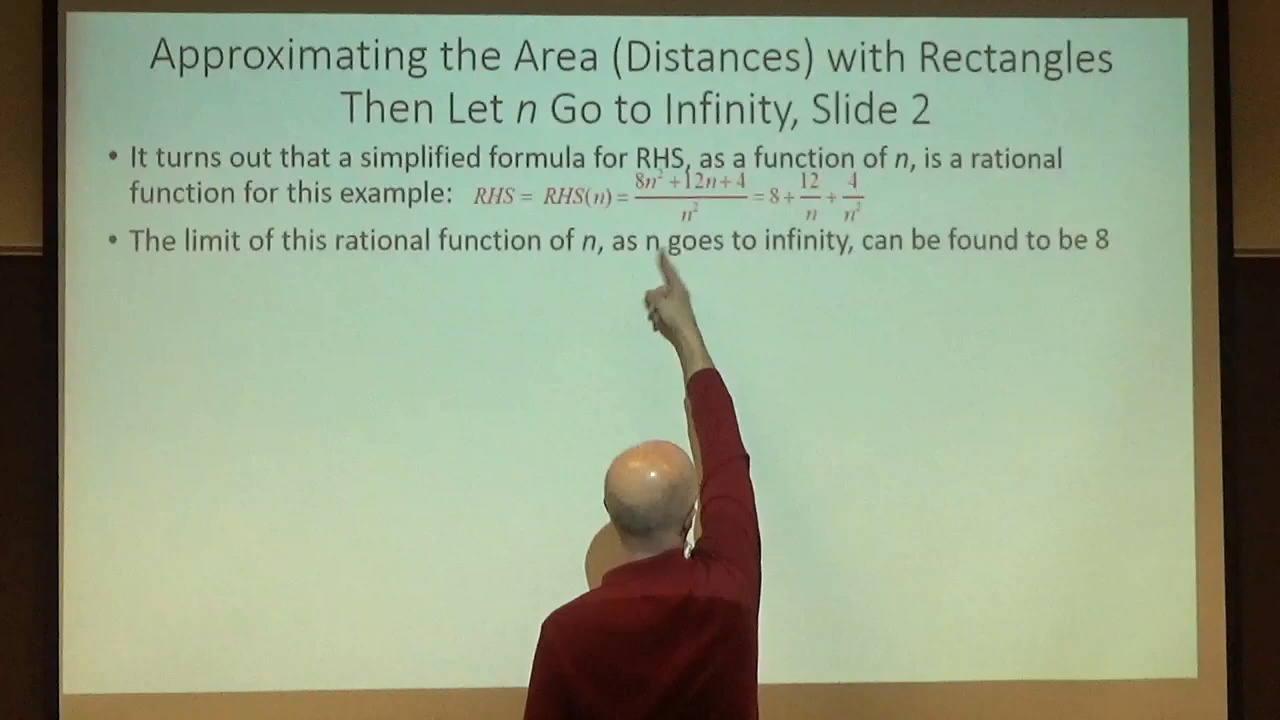 Approximating the Area (Distances) with Rectangles
Then Let n Go to Infinity, Slide 2
• It turns out that a simplified formula for RHS, as a function of n, is a rational
function for this example: RHS = RHS(n) = (8n² + 12n + 4)/n² = 8 + 12/n + 4/n²
• The limit of this rational function of n, as n goes to infinity, can be found to be 8